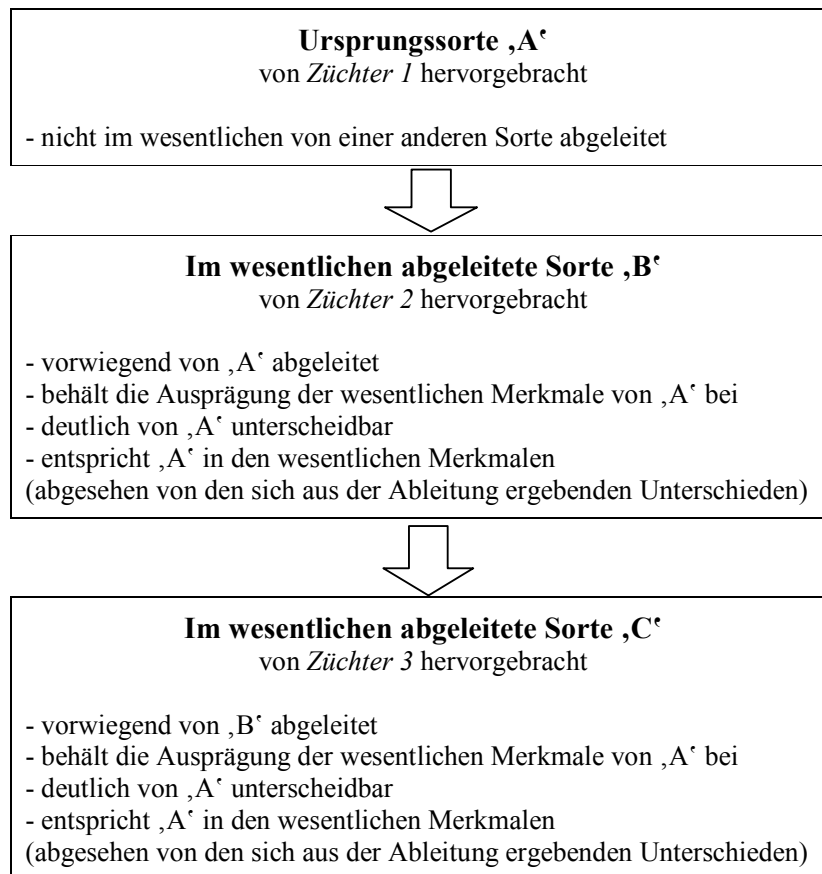 Ursprungssorte ‚A‛
von Züchter 1 hervorgebracht
- nicht im wesentlichen von einer anderen Sorte abgeleitet
Im wesentlichen abgeleitete Sorte ‚B‛
von Züchter 2 hervorgebracht
- vorwiegend von ‚A‛ abgeleitet
- behält die Ausprägung der wesentlichen Merkmale von ‚A‛ bei
- deutlich von ‚A‛ unterscheidbar
- entspricht ‚A‛ in den wesentlichen Merkmalen
(abgesehen von den sich aus der Ableitung ergebenden Unterschieden)
Im wesentlichen abgeleitete Sorte ‚C‛
von Züchter 3 hervorgebracht
- vorwiegend von ‚B‛ abgeleitet
- behält die Ausprägung der wesentlichen Merkmale von ‚A‛ bei
- deutlich von ‚A‛ unterscheidbar
- entspricht ‚A‛ in den wesentlichen Merkmalen
(abgesehen von den sich aus der Ableitung ergebenden Unterschieden)